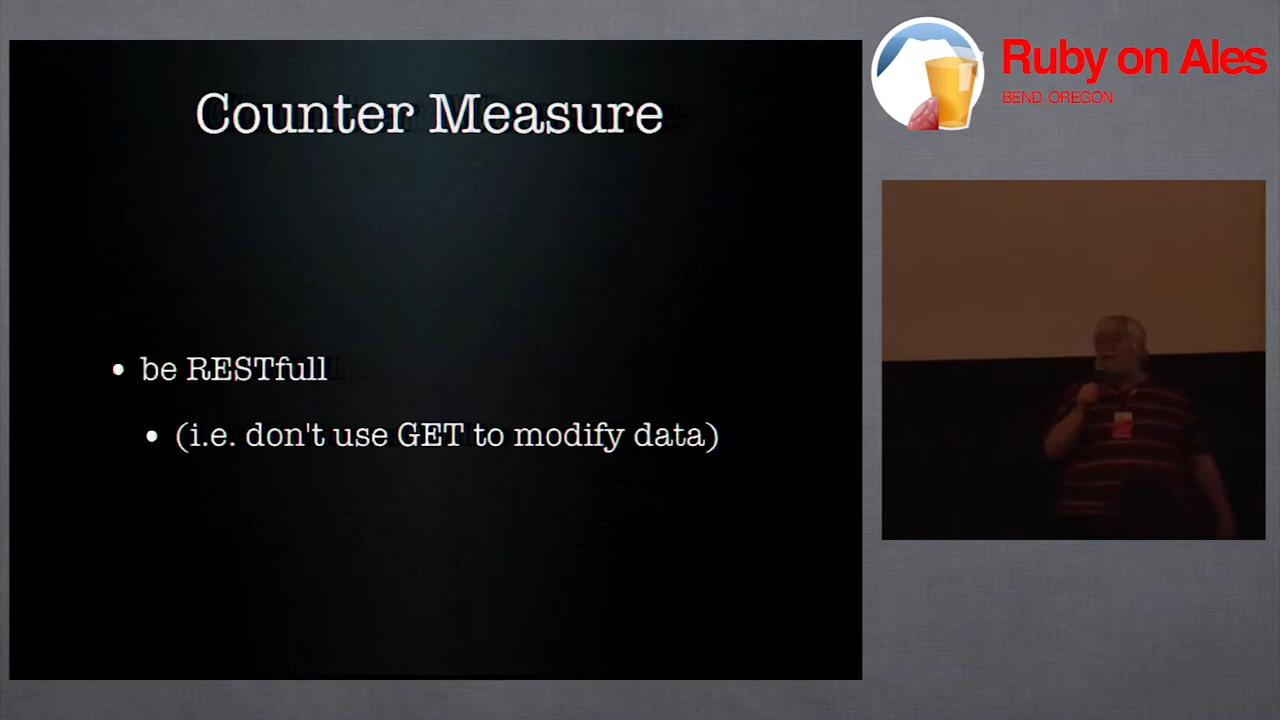 Counter Measure
• be RESTfull
• (i.e. don't use GET to modify data)
Ruby on Ales
BEND, OREGON